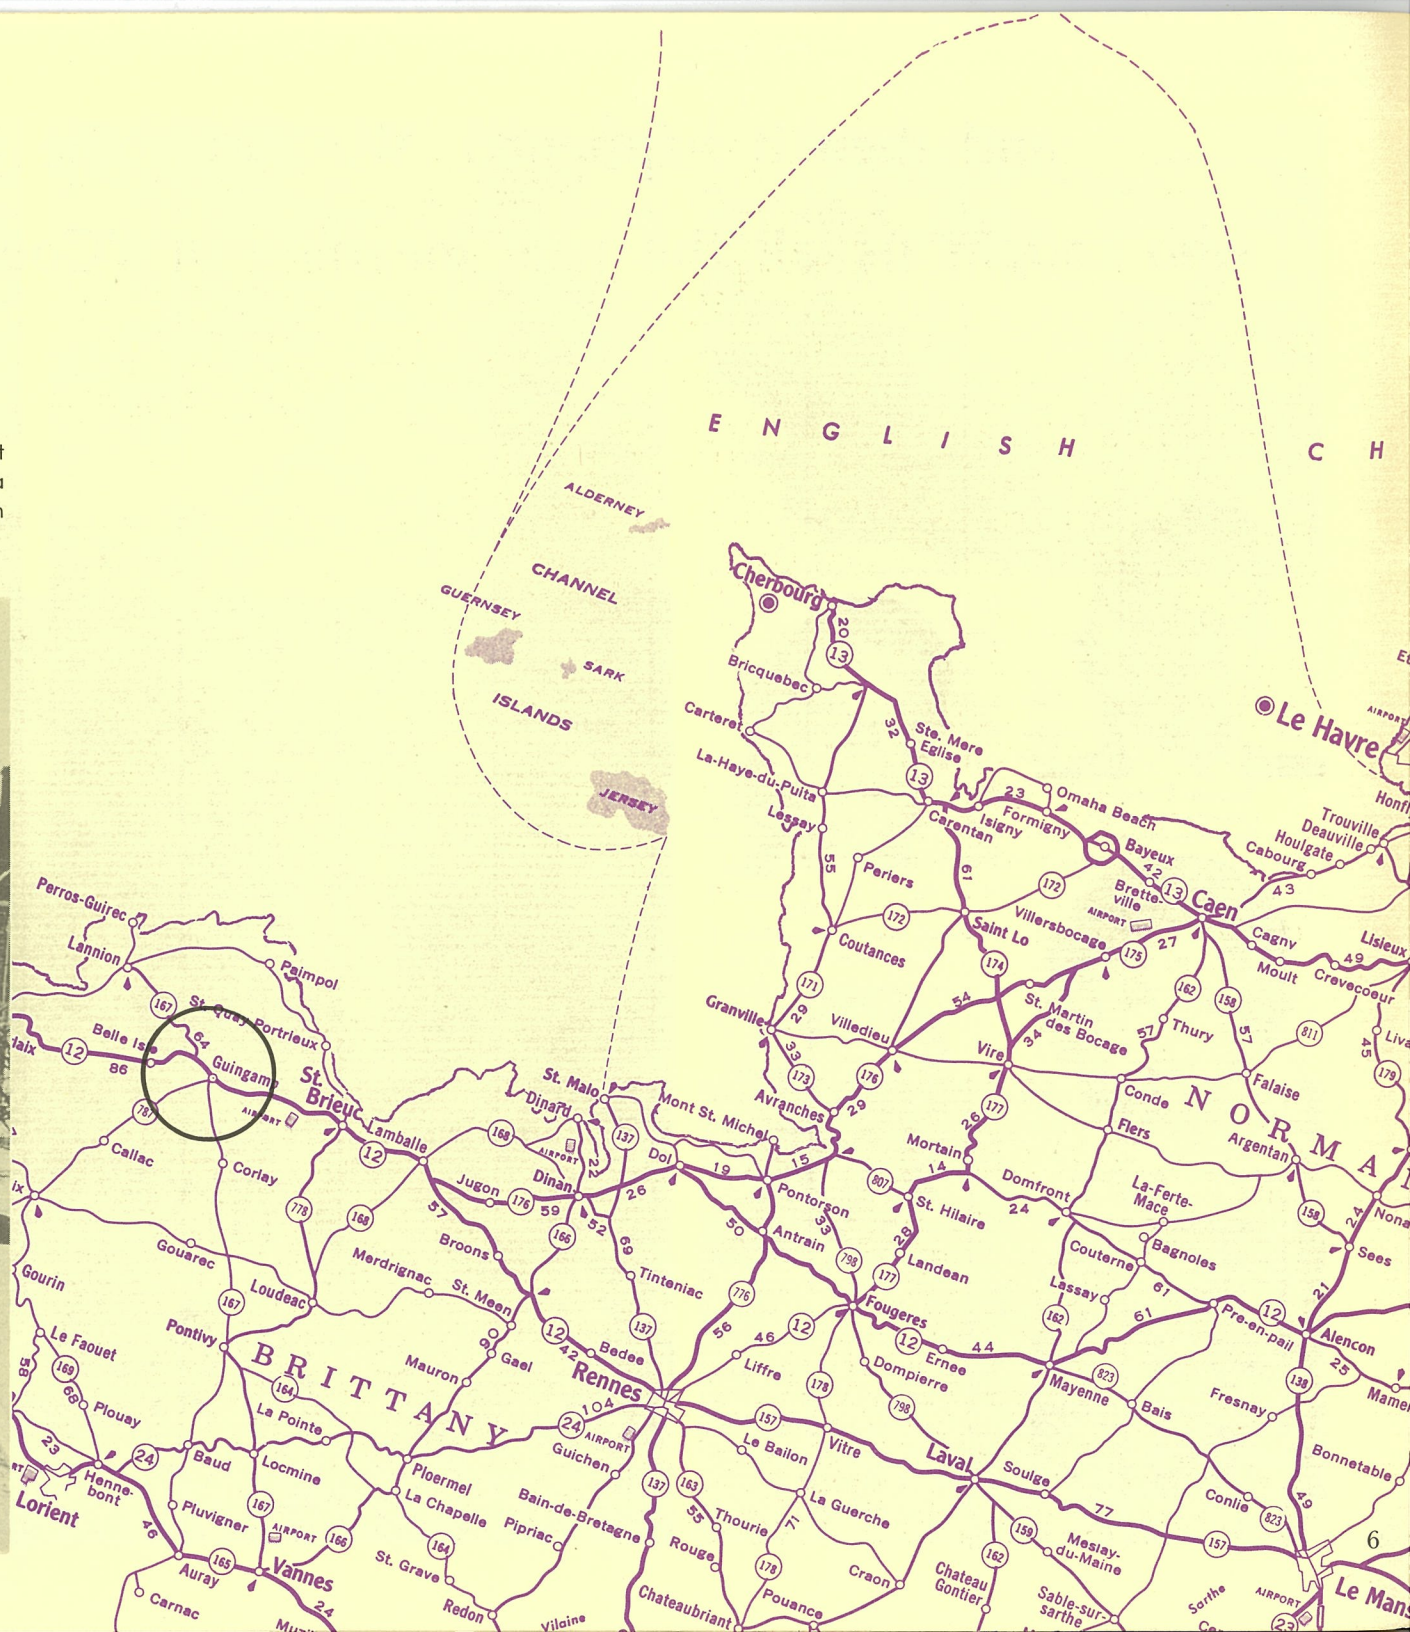 ENGLISH CH
ALDERNEY
CHANNEL
GUERNSEY
SARK
ISLANDS
JERSEY
Cherbourg
20
13
Bricquebec
Carteret
32
Ste. Mere
Eglise
13
La-Haye-du-Puita
Lessay
Carentan
Isigny
23
Formigny
Omaha Beach
Bayeux
42
13
Brette-
ville
AIRPORT
Caen
Le Havre
AIRPORT
Trouville
Deauville
Houlgate
Cabourg
43
55
Periers
61
172
172
Saint Lo
Villersbocage
175
27
Cagny
Moult
49
Crevecoeur
Lisieux
Coutances
174
171
29
Granville
54
St. Martin
des Bocage
162
158
Thury
57
57
811
45
179
Villedieu
Vire
34
33
173
176
Avranches
29
177
26
Conde
Falaise
NORMA
Flers
Argentan
Mortain
14
Domfront
24
La-Ferte-
Mace
158
24
Sees
Perros-Guirec
Lannion
Paimpol
167
St. Quay-Portrieux
64
Belle Isle
12
86
Guingamp
St.
Brieuc
AIRPORT
Callac
Corlay
Lamballe
12
168
St. Malo
Dinard
AIRPORT
137
22
Mont St. Michel
Dol
19
15
Dinan
26
Pontorson
807
St. Hilaire
33
28
Jugon
176
59
52
166
778
168
57
Broons
69
50
Antrain
798
177
Landean
Gouarec
Merdrignac
St. Meen
Tinteniac
776
Couterne
Bagnoles
Lassay
61
61
12
Pre-en-pail
21
Alencon
25
Gourin
Loudeac
167
Pontivy
12
42
137
56
Bedee
46
12
Fougeres
12
Ernee
44
162
Mayenne
823
138
Le Faouet
58
169
68
Plouay
BRITTANY
Gael
Mauron
Rennes
Liffre
178
Dompierre
798
Bais
Fresnay
164
La Pointe
24
104
AIRPORT
157
Vitre
Le Bailon
Laval
Soulge
Bonnetable
23
Hennebont
24
Baud
Locmine
Ploermel
Guichen
137
163
55
La Guerche
77
Conlie
823
49
Lorient
46
Pluvigner
167
AIRPORT
166
La Chapelle
164
Bain-de-Bretagne
Pipriac
Thourie
71
159
Meslay-
du-Maine
157
6
Auray
165
Vannes
24
St. Grave
Rouge
178
Craon
162
Chateau
Gontier
Le Mans
AIRPORT
23
Carnac
Redon
Vilaine
Chateaubriant
Pouance
Sable-sur-
sarthe
Sarthe